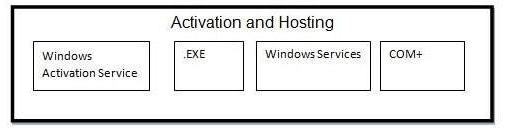 Activation and Hosting
Windows
Activation Service
.EXE
Windows Services
COM+